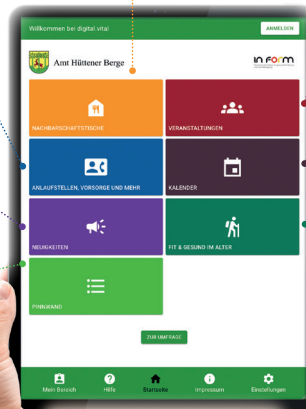 Willkommen bei digital.vital
ANMELDEN
Amt Hüttener Berge
IN FORM
NACHBARSCHAFTSTISCHE
VERANSTALTUNGEN
ANLAUFSTELLEN, VORSORGE UND MEHR
KALENDER
NEUIGKEITEN
FIT & GESUND IM ALTER
PINNWAND
ZUR UMFRAGE
Mein Bereich
Hilfe
Startseite
Impressum
Einstellungen